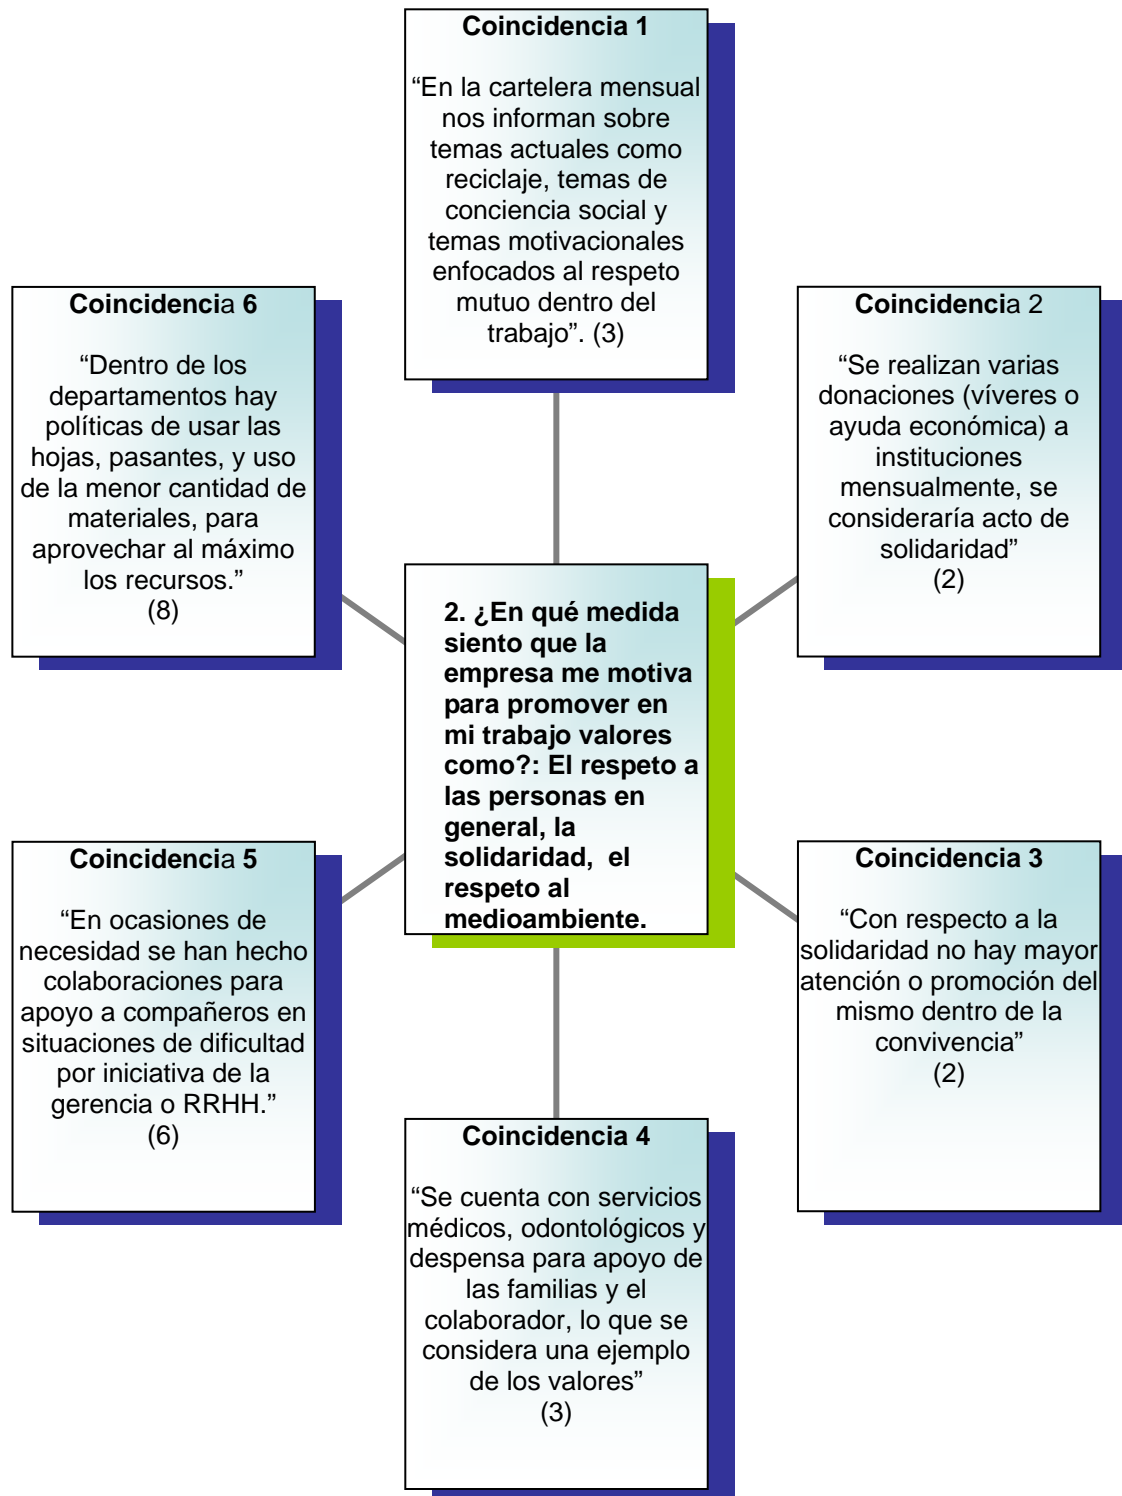 Coincidencia 1
“En la cartelera mensual
nos informan sobre
temas actuales como
reciclaje, temas de
conciencia social y
temas motivacionales
enfocados al respeto
mutuo dentro del
trabajo”. (3)
Coincidencia 6
“Dentro de los
departamentos hay
políticas de usar las
hojas, pasantes, y uso
de la menor cantidad de
materiales, para
aprovechar al máximo
los recursos.”
(8)
Coincidencia 2
“Se realizan varias
donaciones (víveres o
ayuda económica) a
instituciones
mensualmente, se
consideraría acto de
solidaridad”
(2)
2. ¿En qué medida
siento que la
empresa me motiva
para promover en
mi trabajo valores
como?: El respeto a
las personas en
general, la
solidaridad, el
respeto al
medioambiente.
Coincidencia 5
“En ocasiones de
necesidad se han hecho
colaboraciones para
apoyo a compañeros en
situaciones de dificultad
por iniciativa de la
gerencia o RRHH.”
(6)
Coincidencia 3
“Con respecto a la
solidaridad no hay mayor
atención o promoción del
mismo dentro de la
convivencia”
(2)
Coincidencia 4
“Se cuenta con servicios
médicos, odontológicos y
despensa para apoyo de
las familias y el
colaborador, lo que se
considera una ejemplo
de los valores”
(3)